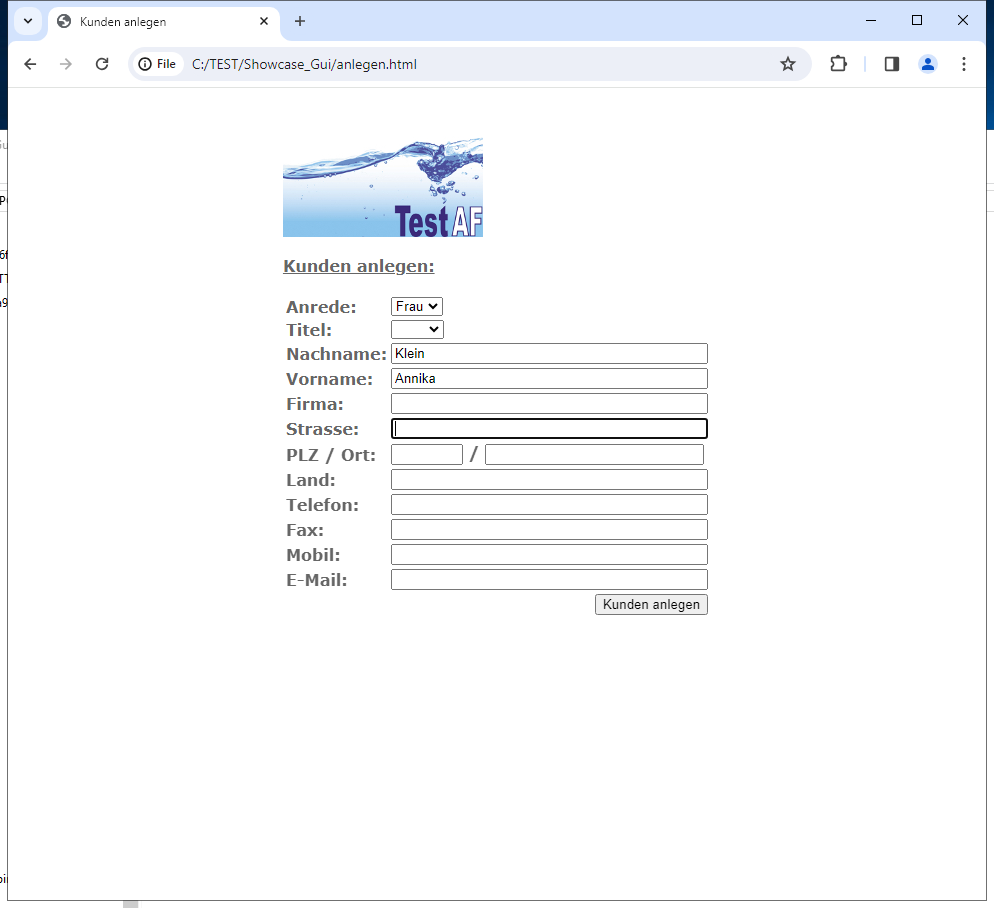 Kunden anlegen
File C:/TEST/Showcase_Gui/anlegen.html
Test AF
Kunden anlegen:
Anrede: Frau
Titel:
Nachname: Klein
Vorname: Annika
Firma:
Strasse:
PLZ / Ort: /
Land:
Telefon:
Fax:
Mobil:
E-Mail:
Kunden anlegen